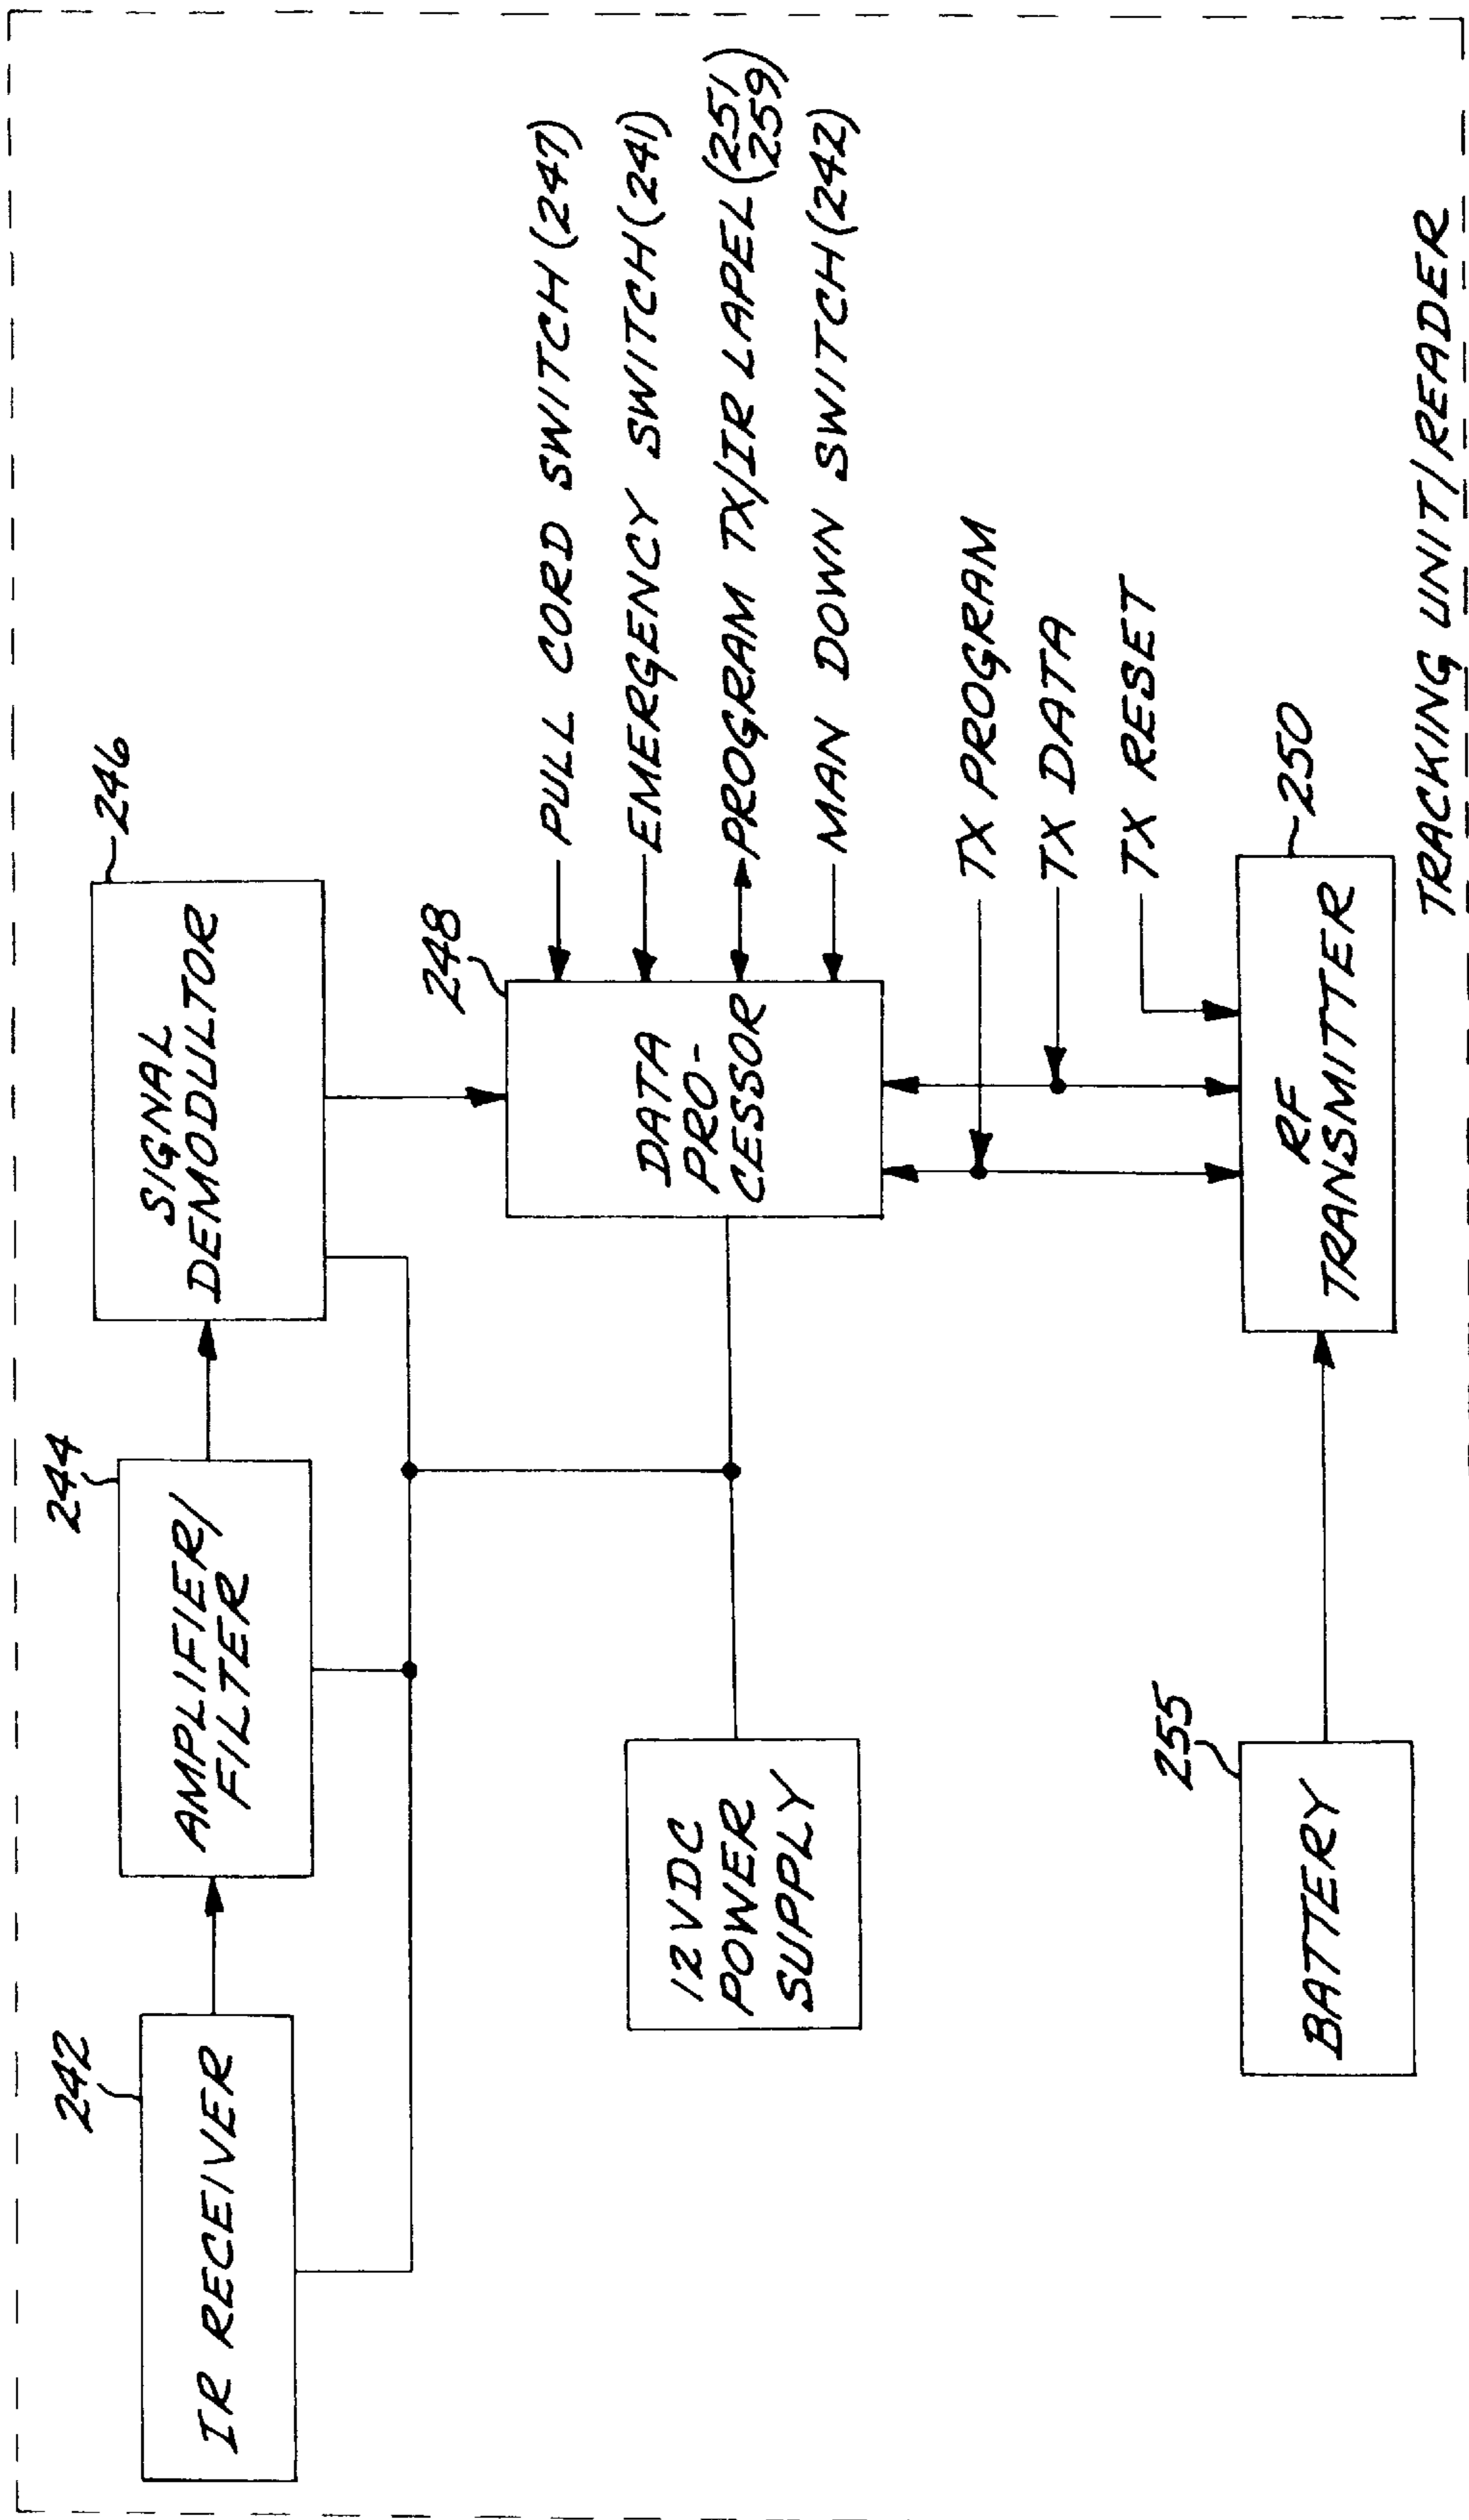 242
IR RECEIVER
244
AMPLIFIER/
FILTER
246
SIGNAL
DEMODULTOR
248
DATA
PRO-
CESSOR
PULL CORD SWITCH (247)
EMERGENCY SWITCH (241)
PROGRAM TX/IR LAPEL (251)
(259)
MAN DOWN SWITCH (242)
12VDC
POWER
SUPPLY
TX PROGRAM
TX DATA
TX RESET
255
BATTERY
250
RF
TRANSMITTER
TRACKING UNIT/READER